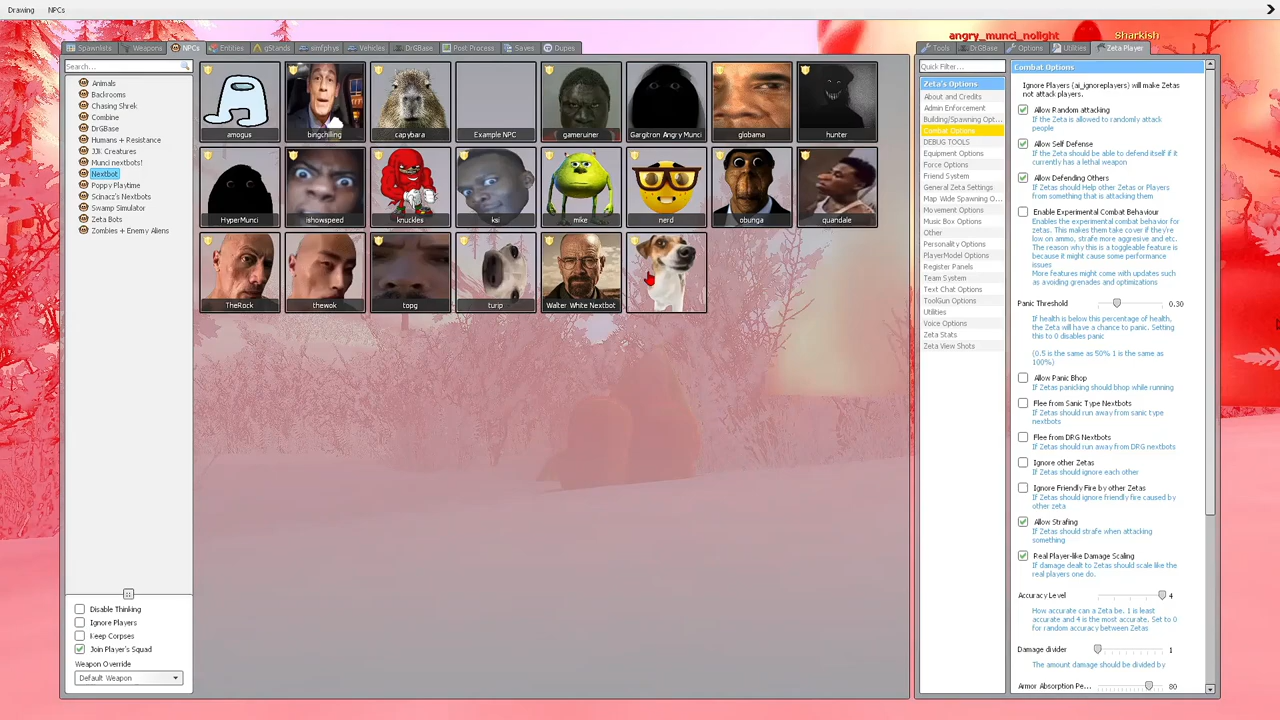 Drawing NPCs
angry_munci_nolight Sharkish
Spawnlists Weapons NPCs Entities gStands simfphys Vehicles DrGBase Post Process Saves Dupes
Search...
Animals
Backrooms
Chasing Shrek
Combine
DrGBase
Humans + Resistance
JJK Creatures
Munci nextbots!
Nextbot
Poppy Playtime
Scinacz's Nextbots
Swamp Simulator
Zeta Bots
Zombies + Enemy Aliens
amogus bingchilling capybara Example NPC gameruiner Gargitron Angry Munci globama hunter
HyperMunci ishowspeed knuckles ksi mike nerd obunga quandale
TheRock thewok topg turip Walter White Nextbot
Disable Thinking
Ignore Players
Keep Corpses
Join Player's Squad
Weapon Override
Default Weapon
Tools DrGBase Options Utilities Zeta Player
Quick Filter...
Zeta's Options
About and Credits
Admin Enforcement
Building/Spawning Opt...
Combat Options
DEBUG TOOLS
Equipment Options
Force Options
Friend System
General Zeta Settings
Map Wide Spawning O...
Movement Options
Music Box Options
Other
Personality Options
PlayerModel Options
Register Panels
Team System
Text Chat Options
ToolGun Options
Utilities
Voice Options
Zeta Stats
Zeta View Shots
Combat Options
Ignore Players (ai_ignoreplayers) will make Zetas
not attack players.
Allow Random attacking
If the Zeta is allowed to randomly attack
people
Allow Self Defense
If the Zeta should be able to defend itself if it
currently has a lethal weapon
Allow Defending Others
If Zetas should Help other Zetas or Players
from something that is attacking them
Enable Experimental Combat Behaviour
Enables the experimental combat behavior for
zetas. This makes them take cover if they're
low on ammo, strafe more aggresive and etc.
The reason why this is a toggleable feature is
because it might cause some performance
issues
More features might come with updates such
as avoiding grenades and optimizations
Panic Threshold 0.30
If health is below this percentage of health,
the Zeta will have a chance to panic. Setting
this to 0 disables panic
(0.5 is the same as 50% 1 is the same as
100%)
Allow Panic Bhop
If Zetas panicking should bhop while running
Flee from Sanic Type Nextbots
If Zetas should run away from sanic type
nextbots
Flee from DRG Nextbots
If Zetas should run away from DRG nextbots
Ignore other Zetas
If Zetas should ignore each other
Ignore Friendly Fire by other Zetas
If Zetas should ignore friendly fire caused by
other zeta
Allow Strafing
If Zetas should strafe when attacking
something
Real Player-like Damage Scaling
If damage dealt to Zetas should scale like the
real players one do.
Accuracy Level 4
How accurate can a Zeta be. 1 is least
accurate and 4 is the most accurate. Set to 0
for random accuracy between Zetas
Damage divider 1
The amount damage should be divided by
Armor Absorption Pe... 80